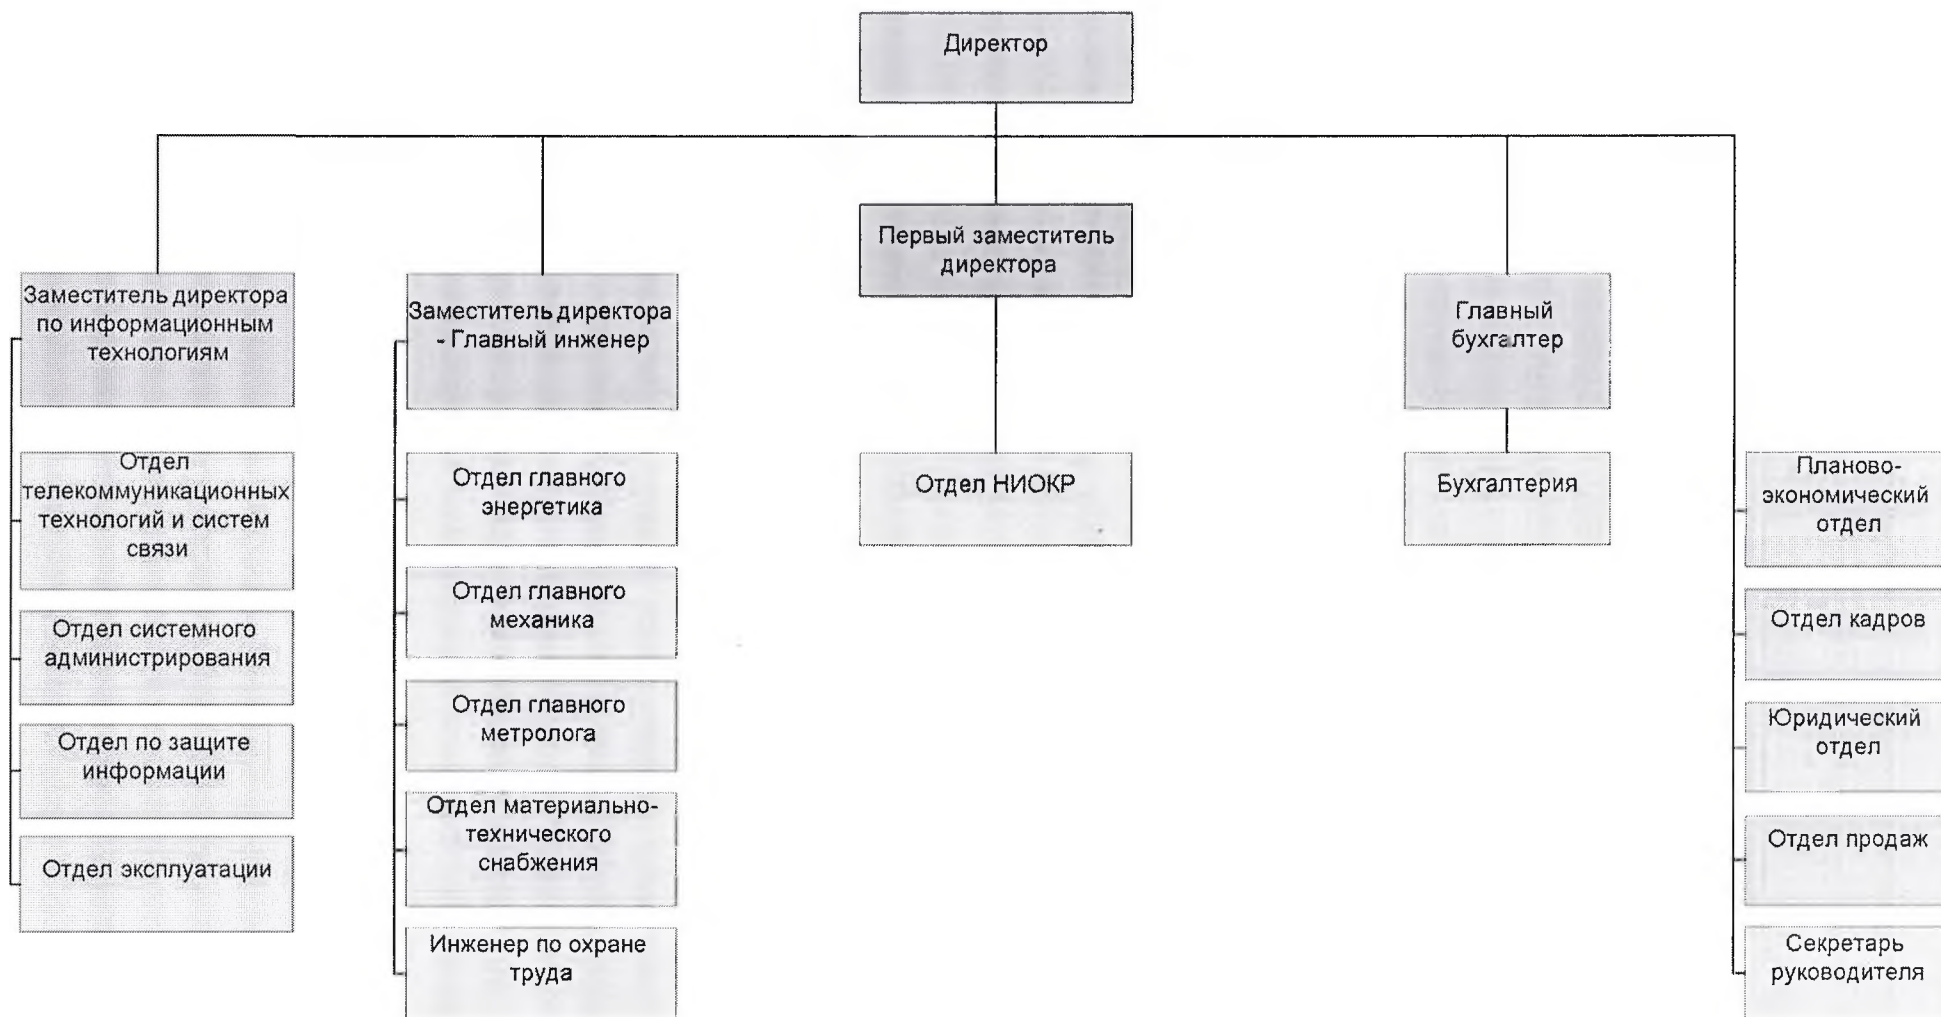 Директор
Первый заместитель
директора
Заместитель директора
по информационным
технологиям
Заместитель директора
- Главный инженер
Главный
бухгалтер
Отдел
телекоммуникационных
технологий и систем
связи
Отдел системного
администрирования
Отдел по защите
информации
Отдел эксплуатации
Отдел главного
энергетика
Отдел главного
механика
Отдел главного
метролога
Отдел материально-
технического
снабжения
Инженер по охране
труда
Отдел НИОКР
Бухгалтерия
Планово-
экономический
отдел
Отдел кадров
Юридический
отдел
Отдел продаж
Секретарь
руководителя